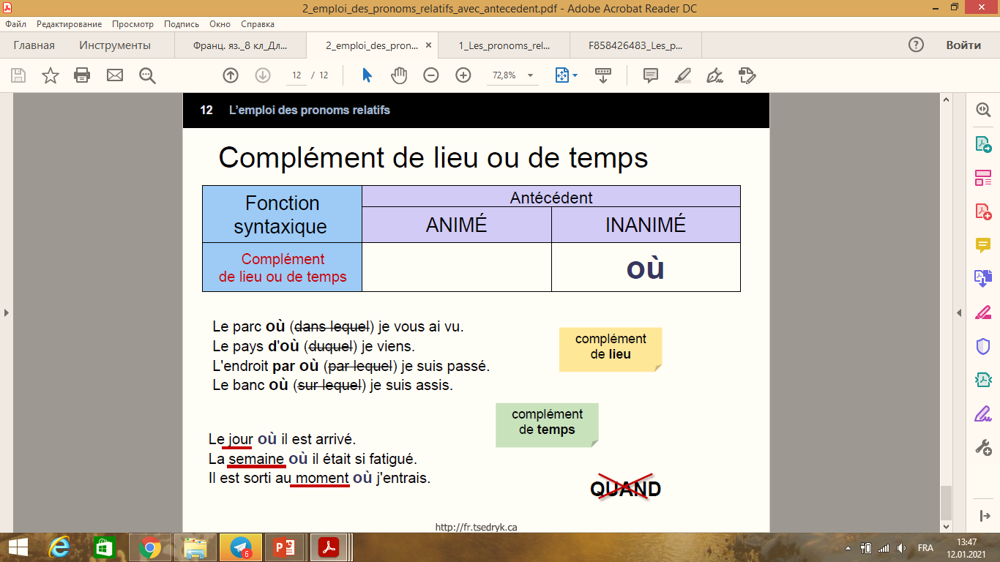 2_emploi_des_pronoms_relatifs_avec_antecedent.pdf - Adobe Acrobat Reader DC
Файл Редактирование Просмотр Подпись Окно Справка
Главная Инструменты Франц. яз._8 кл_Дл... 2_emploi_des_pron... × 1_Les_pronoms_rel... F858426483_Les_p... ? Войти
12 / 12 72,8%
12 L'emploi des pronoms relatifs
Complément de lieu ou de temps
Fonction
syntaxique
Antécédent
ANIMÉ INANIMÉ
Complément
de lieu ou de temps
où
Le parc où (dans lequel) je vous ai vu.
Le pays d'où (duquel) je viens.
L'endroit par où (par lequel) je suis passé.
Le banc où (sur lequel) je suis assis.
complément
de lieu
complément
de temps
Le jour où il est arrivé.
La semaine où il était si fatigué.
Il est sorti au moment où j'entrais.
QUAND
http://fr.tsedryk.ca
6
FRA
13:47
12.01.2021